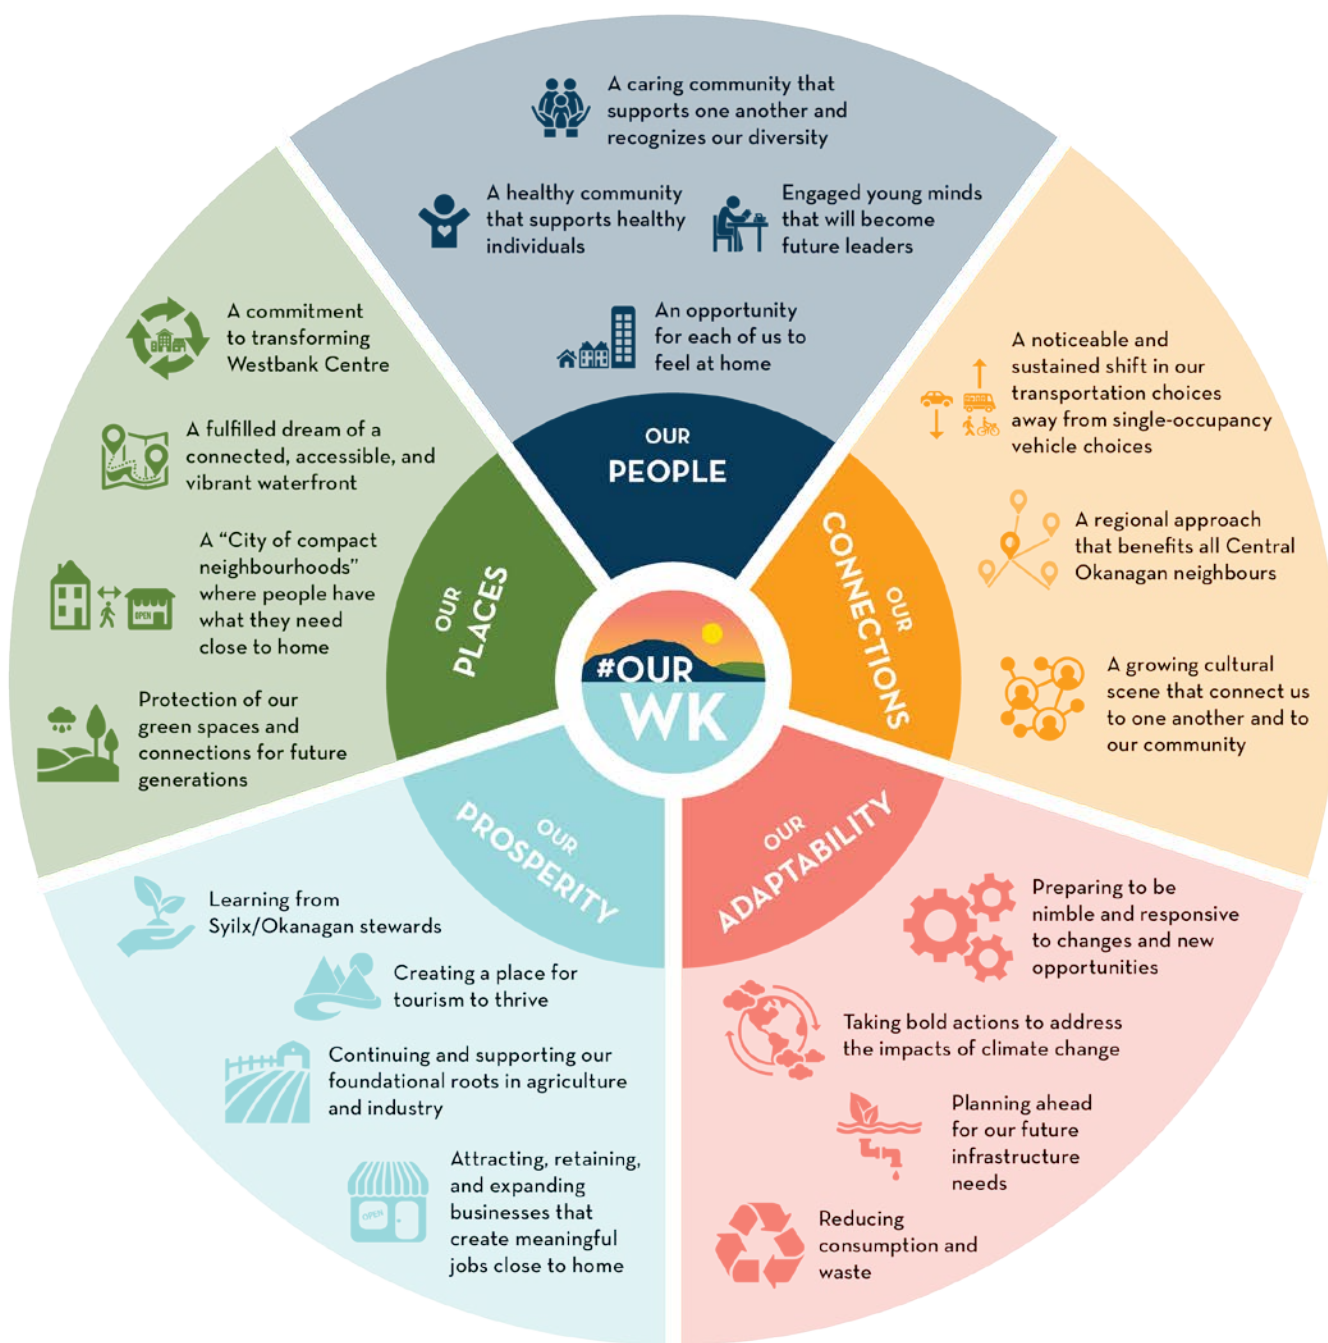 A caring community that
supports one another and
recognizes our diversity
A healthy community
that supports healthy
individuals
Engaged young minds
that will become
future leaders
An opportunity
for each of us to
feel at home
OUR
PEOPLE
A noticeable and
sustained shift in our
transportation choices
away from single-occupancy
vehicle choices
A regional approach
that benefits all Central
Okanagan neighbours
A growing cultural
scene that connect us
to one another and to
our community
OUR
CONNECTIONS
Preparing to be
nimble and responsive
to changes and new
opportunities
Taking bold actions to address
the impacts of climate change
Planning ahead
for our future
infrastructure
needs
Reducing
consumption and
waste
OUR
ADAPTABILITY
Learning from
Syilx/Okanagan stewards
Creating a place for
tourism to thrive
Continuing and supporting our
foundational roots in agriculture
and industry
Attracting, retaining,
and expanding
businesses that
create meaningful
jobs close to home
OPEN
OUR
PROSPERITY
A commitment
to transforming
Westbank Centre
A fulfilled dream of a
connected, accessible, and
vibrant waterfront
A “City of compact
neighbourhoods”
where people have
what they need
close to home
OPEN
Protection of our
green spaces and
connections for future
generations
OUR
PLACES
#OUR
WK